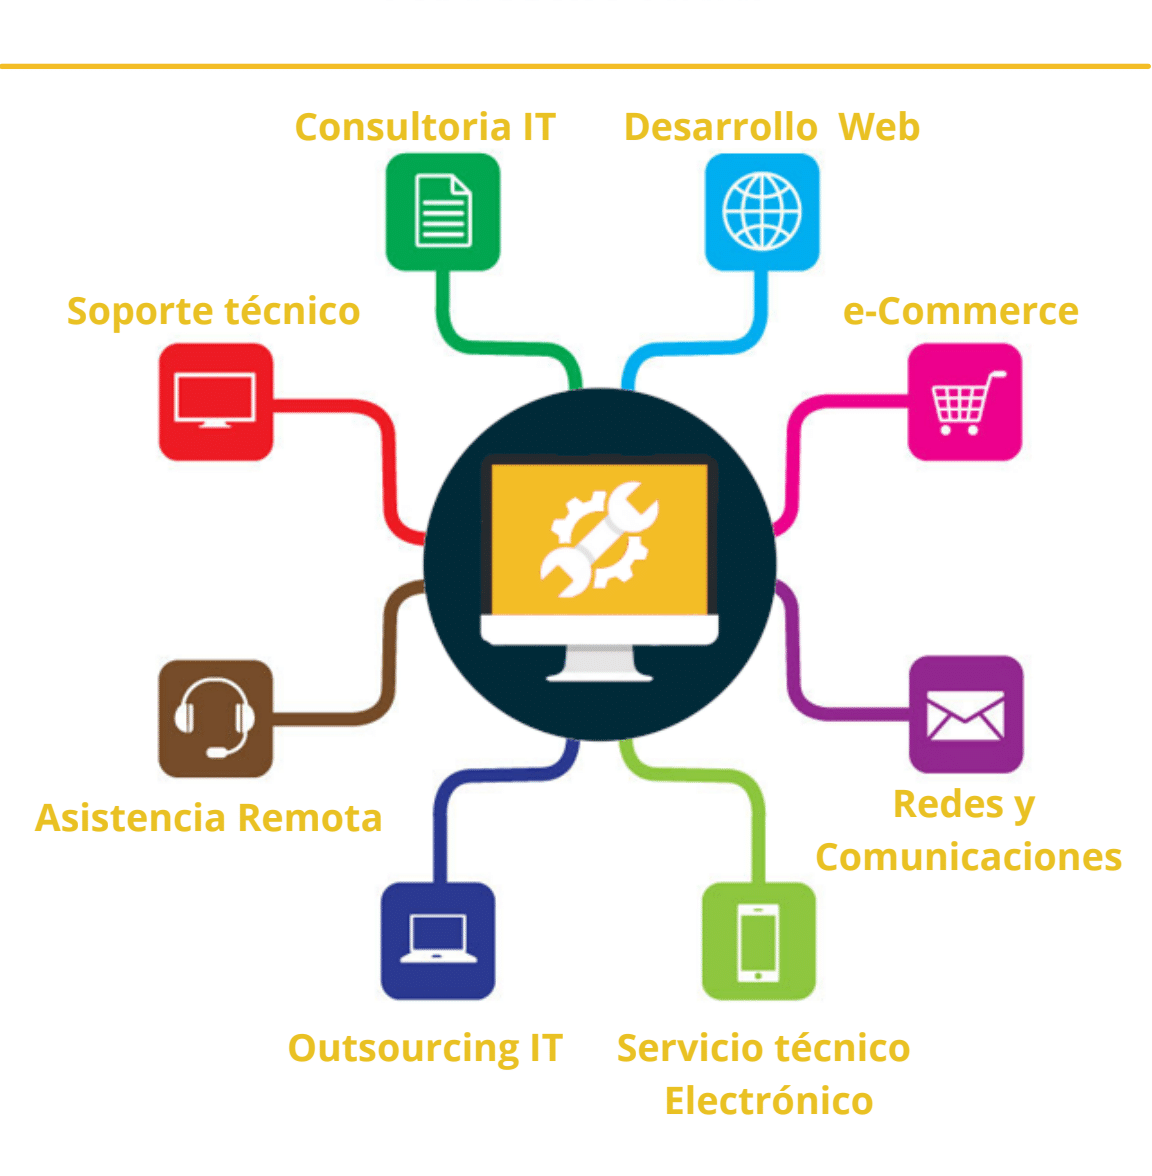 Consultoria IT
Desarrollo Web
Soporte técnico
e-Commerce
Asistencia Remota
Redes y
Comunicaciones
Outsourcing IT
Servicio técnico
Electrónico